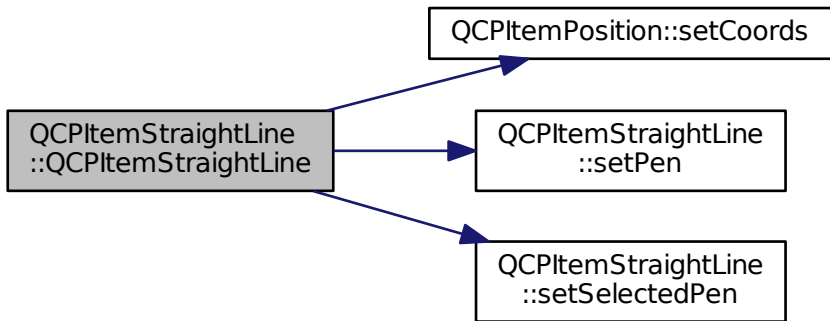 QCPItemPosition::setCoords
QCPItemStraightLine
::QCPItemStraightLine
QCPItemStraightLine
::setPen
QCPItemStraightLine
::setSelectedPen